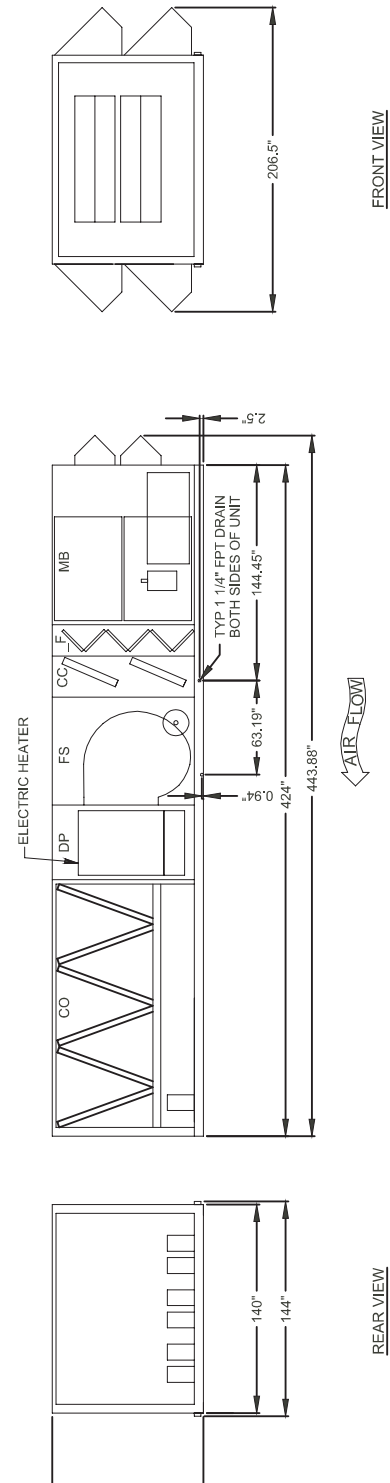 206.5"
FRONT VIEW
MB
F
CC
FS
DP
CO
ELECTRIC HEATER
2.5"
TYP 1 1/4" FPT DRAIN
BOTH SIDES OF UNIT
144.45"
63.19"
0.94"
424"
443.88"
AIR FLOW
140"
144"
REAR VIEW